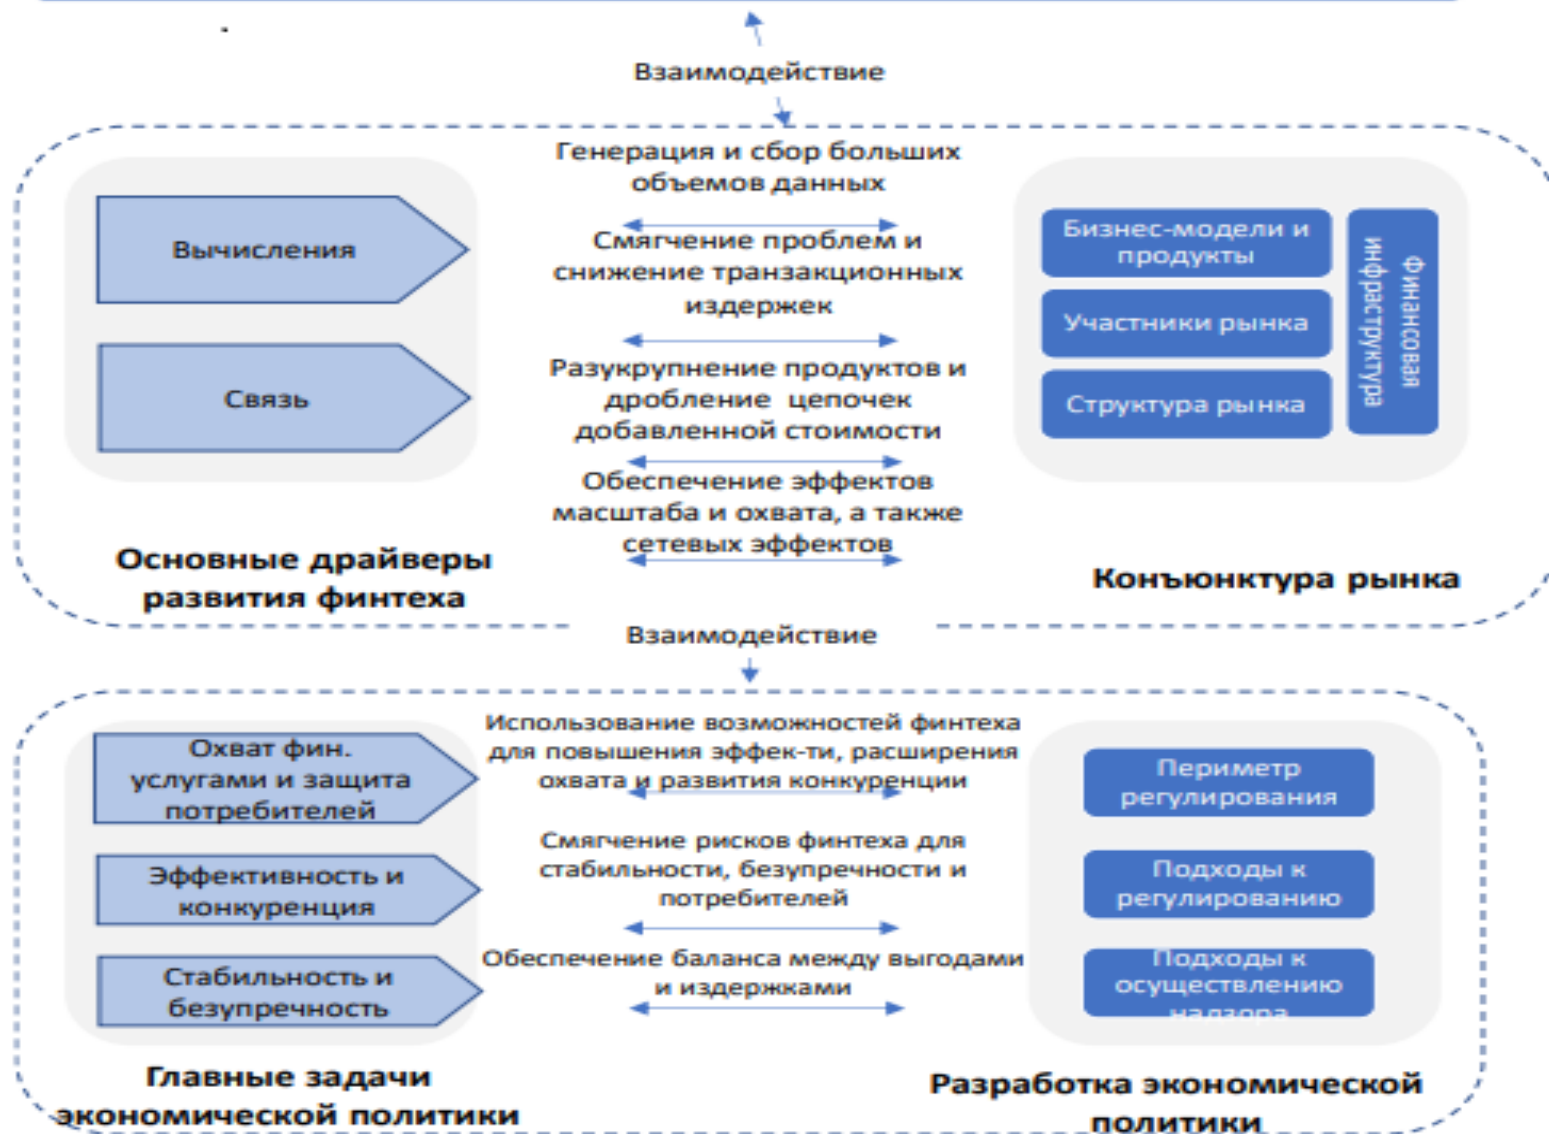 Взаимодействие
Генерация и сбор больших
объемов данных
Вычисления
Смягчение проблем и
снижение транзакционных
издержек
Связь
Разукрупнение продуктов и
дробление цепочек
добавленной стоимости
Обеспечение эффектов
масштаба и охвата, а также
сетевых эффектов
Бизнес-модели и
продукты
Участники рынка
Структура рынка
Финансовая
инфраструктура
Основные драйверы
развития финтеха
Конъюнктура рынка
Взаимодействие
Охват фин.
услугами и защита
потребителей
Эффективность и
конкуренция
Стабильность и
безупречность
Использование возможностей финтеха
для повышения эффек-ти, расширения
охвата и развития конкуренции
Смягчение рисков финтеха для
стабильности, безупречности и
потребителей
Обеспечение баланса между выгодами
и издержками
Периметр
регулирования
Подходы к
регулированию
Подходы к
осуществлению
надзора
Главные задачи
экономической политики
Разработка экономической
политики